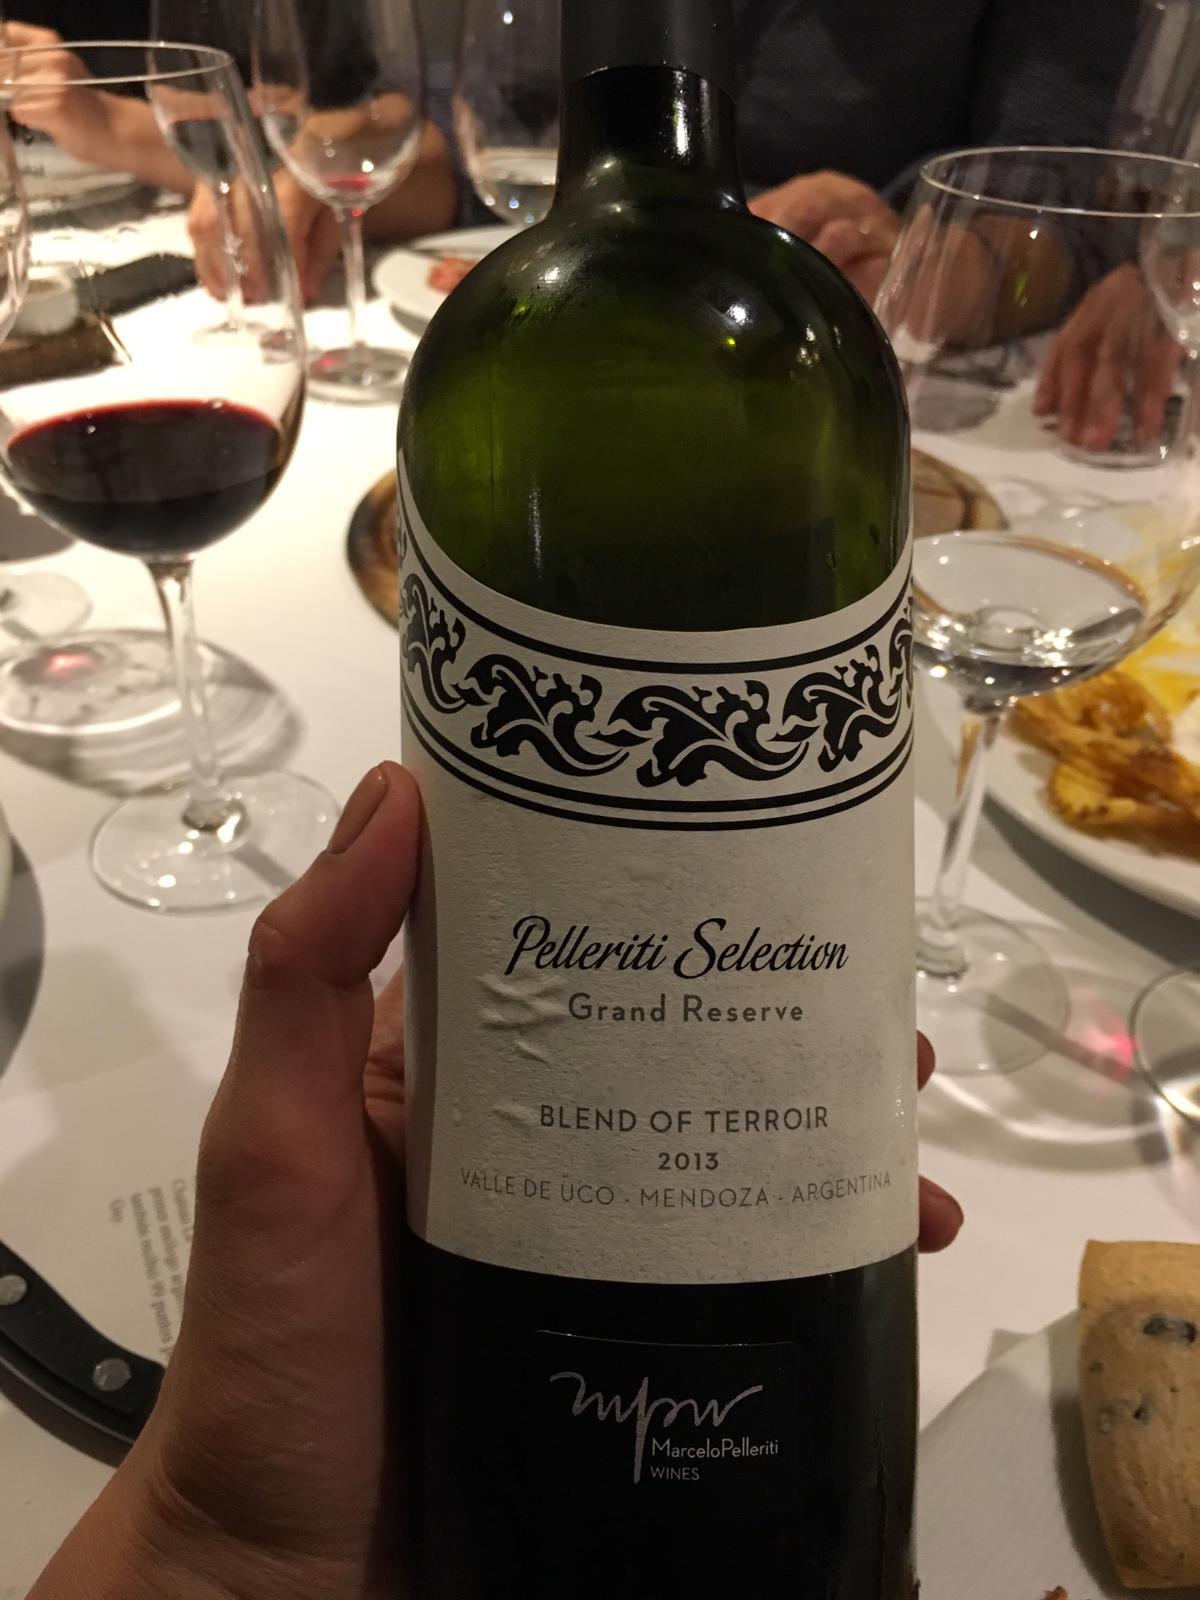 Pelleriti Selection
Grand Reserve
BLEND OF TERROIR
2013
VALLE DE UCO · MENDOZA · ARGENTINA
mpw
MarceloPelleriti
WINES